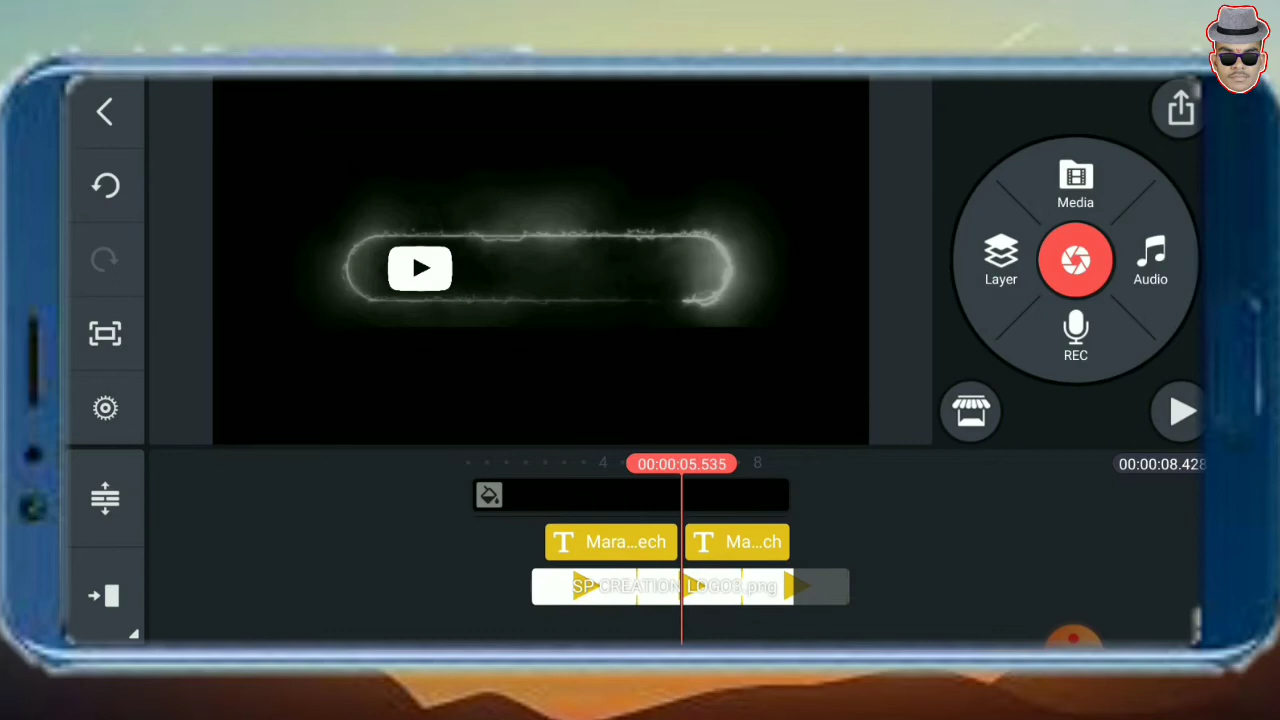 Media
Layer
Audio
REC
4
00:00:05.535
8
00:00:08.428
T Mara...ech
T Ma...ch
SP CREATION LOGO3.png